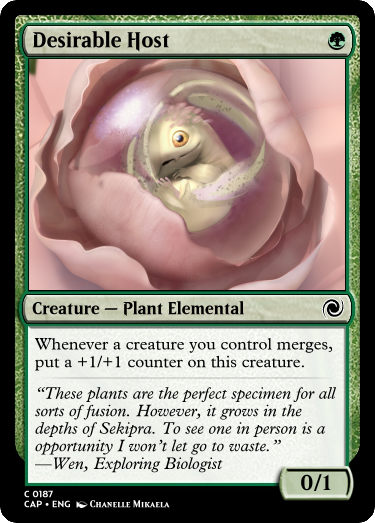 Desirable Host
Creature — Plant Elemental
Whenever a creature you control merges,
put a +1/+1 counter on this creature.
“These plants are the perfect specimen for all
sorts of fusion. However, it grows in the
depths of Sekipra. To see one in person is a
opportunity I won’t let go to waste.”
—Wen, Exploring Biologist
0/1
C 0187
CAP • ENG Chanelle Mikaela